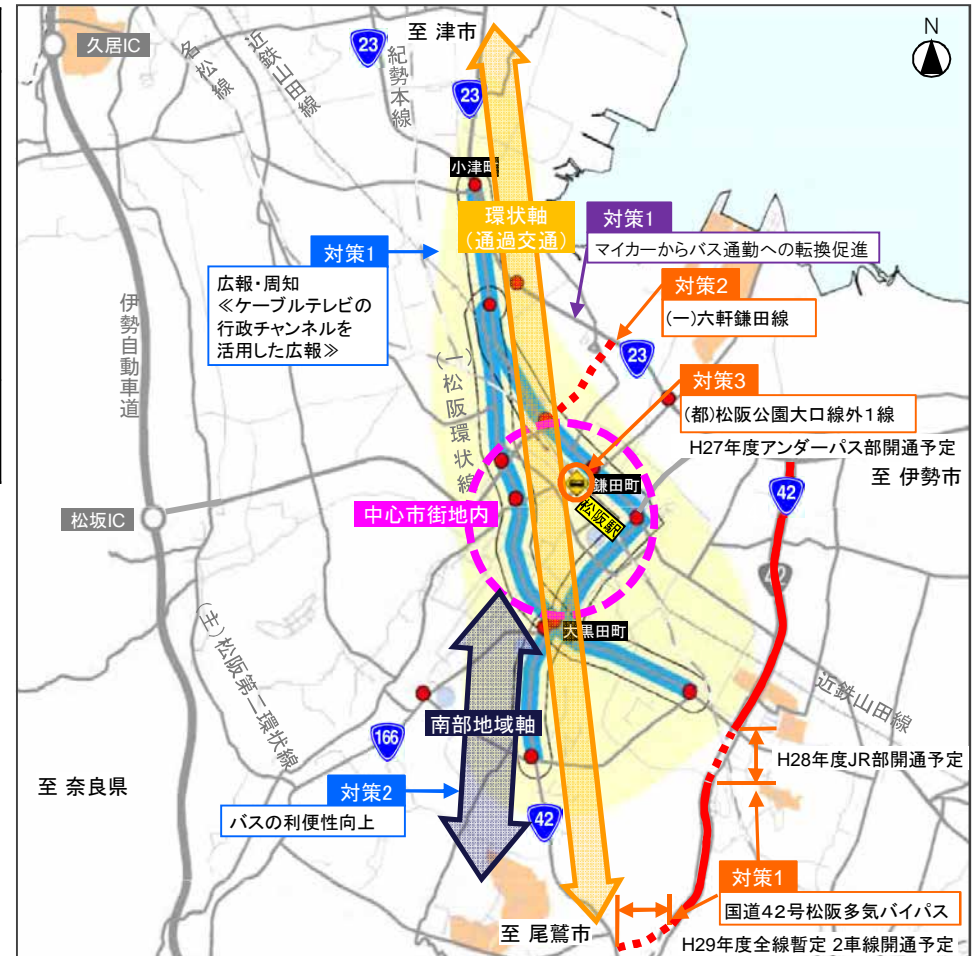 至 津市
N
久居IC
23
名松線
近鉄山田線
紀勢本線
23
小津町
環状軸
(通過交通)
対策1
マイカーからバス通勤への転換促進
対策1
広報・周知
≪ケーブルテレビの
行政チャンネルを
活用した広報≫
対策2
(一)六軒鎌田線
伊勢自動車道
(一)松阪環状線
23
対策3
(都)松阪公園大口線外1線
H27年度アンダーパス部開通予定
至 伊勢市
鎌田町
42
松阪駅
松坂IC
中心市街地内
42
大黒田町
(主)松阪第二環状線
近鉄山田線
南部地域軸
166
H28年度JR部開通予定
至 奈良県
対策2
バスの利便性向上
42
対策1
国道42号松阪多気バイパス
至 尾鷲市
H29年度全線暫定 2車線開通予定